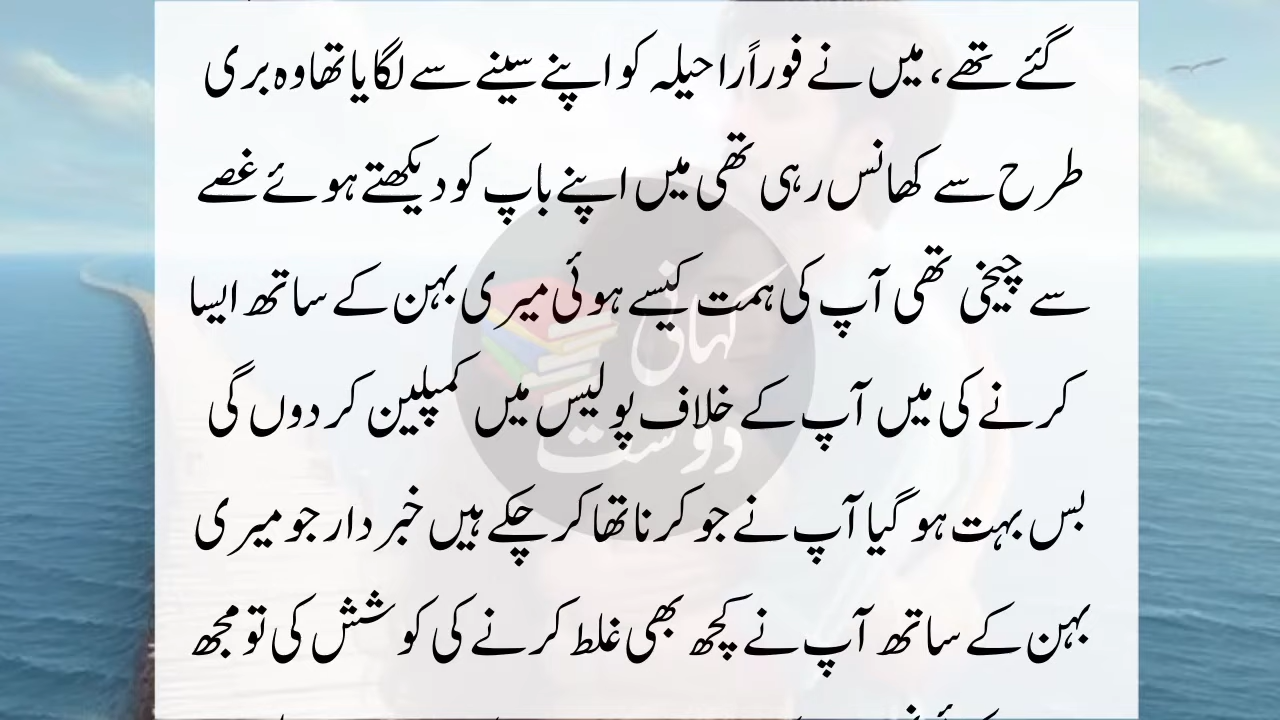 گئے تھے، میں نے فوراً راحیلہ کو اپنے سینے سے لگایا تھا وہ بری
طرح سے کھانس رہی تھی میں اپنے باپ کو دیکھتے ہوئے غصے
سے چیخی تھی آپ کی ہمت کیسے ہوئی میری بہن کے ساتھ ایسا
کرنے کی میں آپ کے خلاف پولیس میں کمپلین کر دوں گی
بس بہت ہو گیا آپ نے جو کرنا تھا کر چکے ہیں خبردار جو میری
بہن کے ساتھ آپ نے کچھ بھی غلط کرنے کی کوشش کی تو مجھ
کہانی
دوست